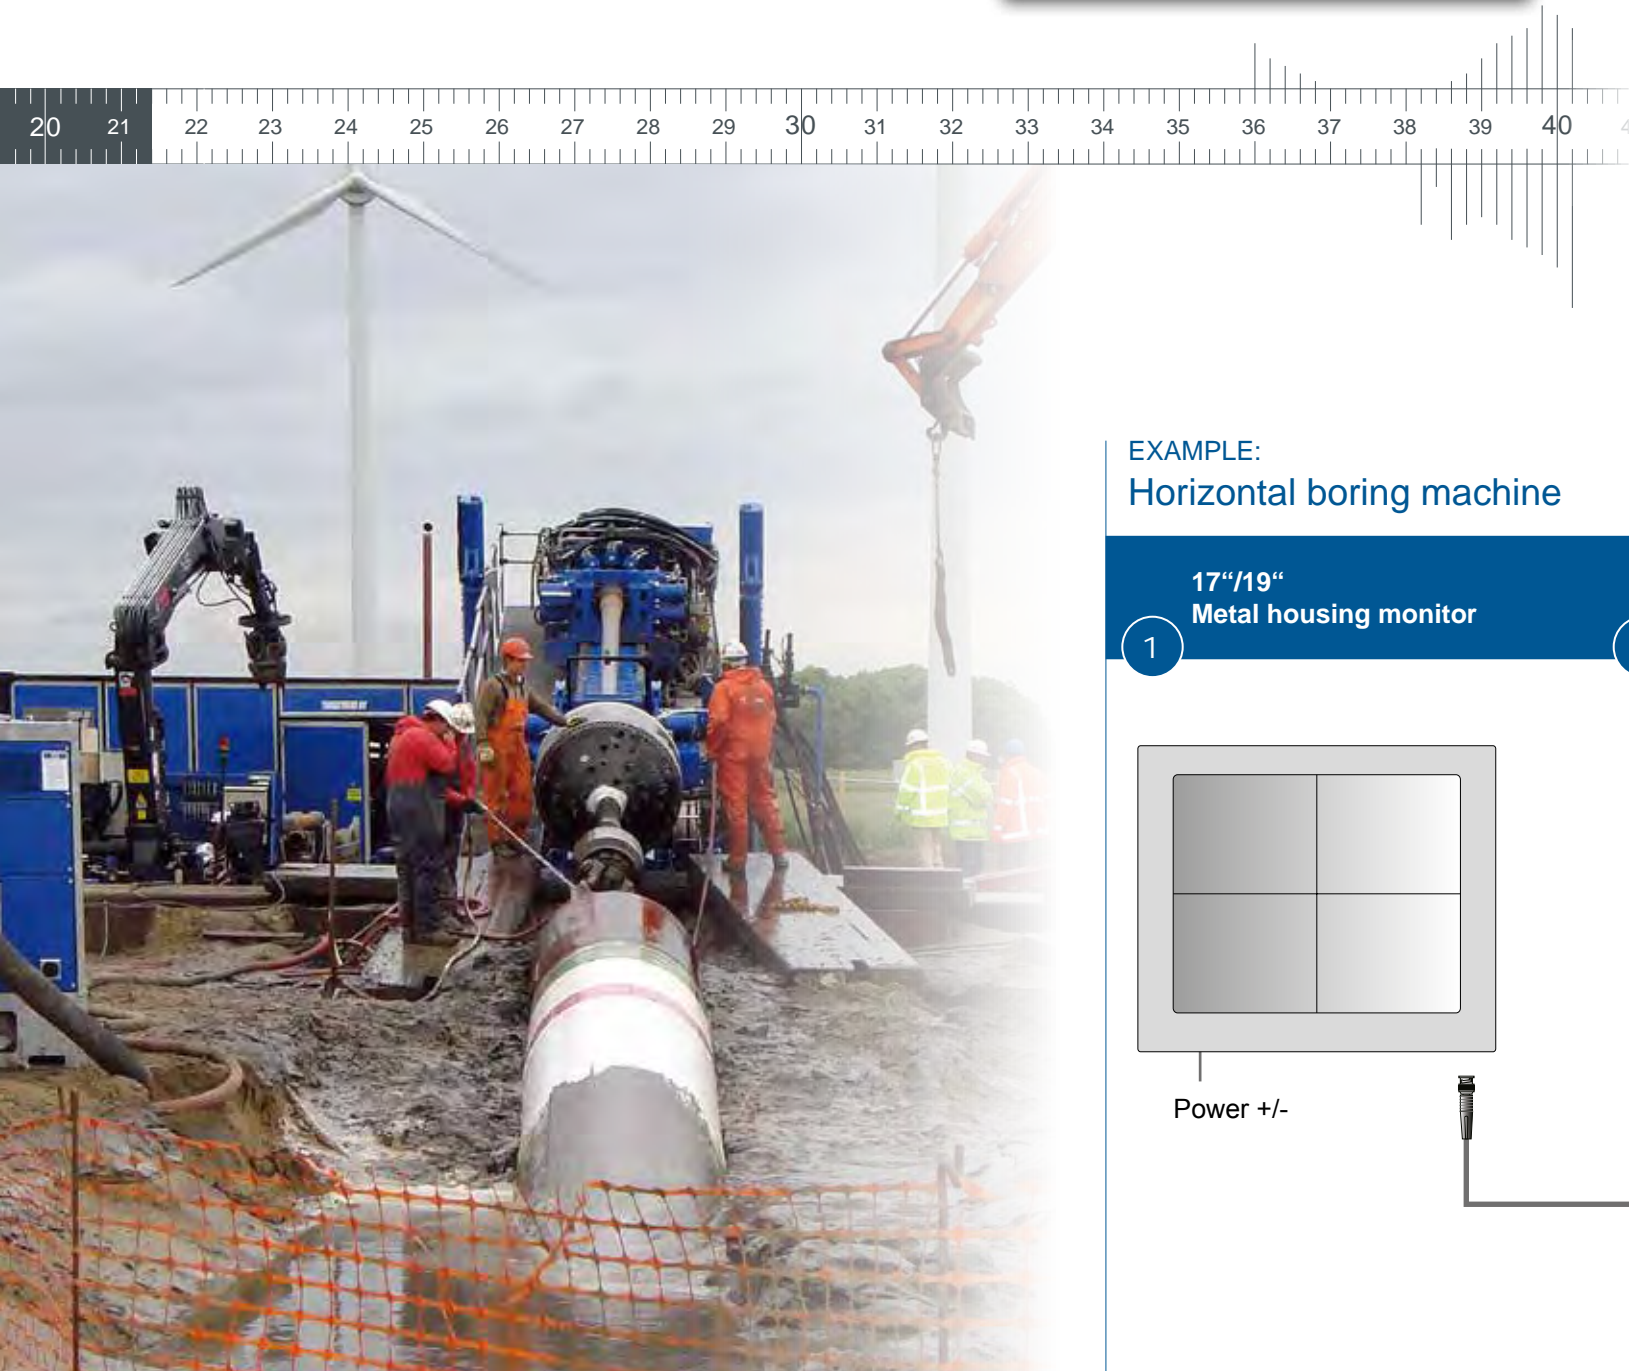 20 21 22 23 24 25 26 27 28 29 30 31 32 33 34 35 36 37 38 39 40
EXAMPLE:
Horizontal boring machine
17“/19“
Metal housing monitor
1
Power +/-